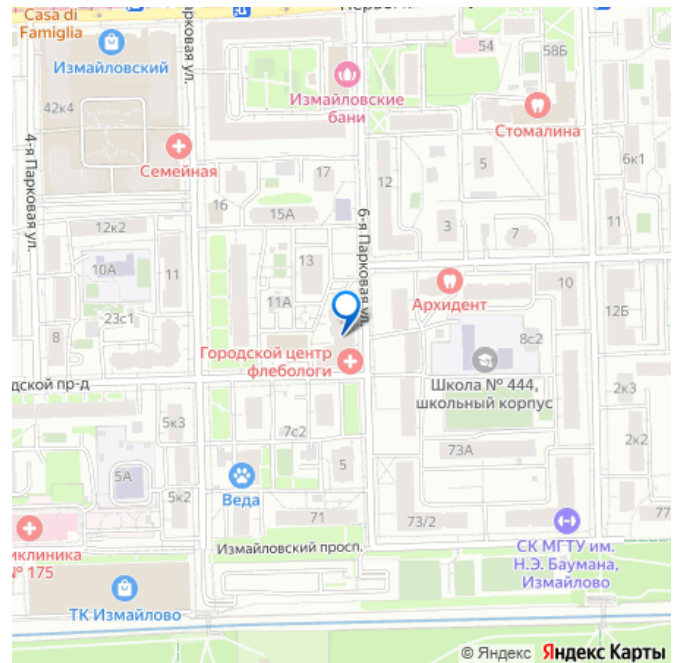 Casa di
Famiglia
Измайловский
Измайловские
бани
54
58Б
Стомалина
42к4
4-я Парковая ул.
Парковая ул.
Семейная
17
16
15А
12
5
6к1
3
7
11
12к2
10А
11
13
11А
6-я Парковая ул.
23с1
8
Архидент
10
12Б
8с2
Городской центр
флебологи
Школа № 444,
школьный корпус
дской пр-д
2к3
5к3
7с2
5
73А
2к2
5А
5к2
Веда
71
73/2
77
Измайловский просп.
СК МГТУ им.
Н.Э. Баумана,
Измайлово
иклиника
№ 175
ТК Измайлово
© Яндекс Яндекс Карты